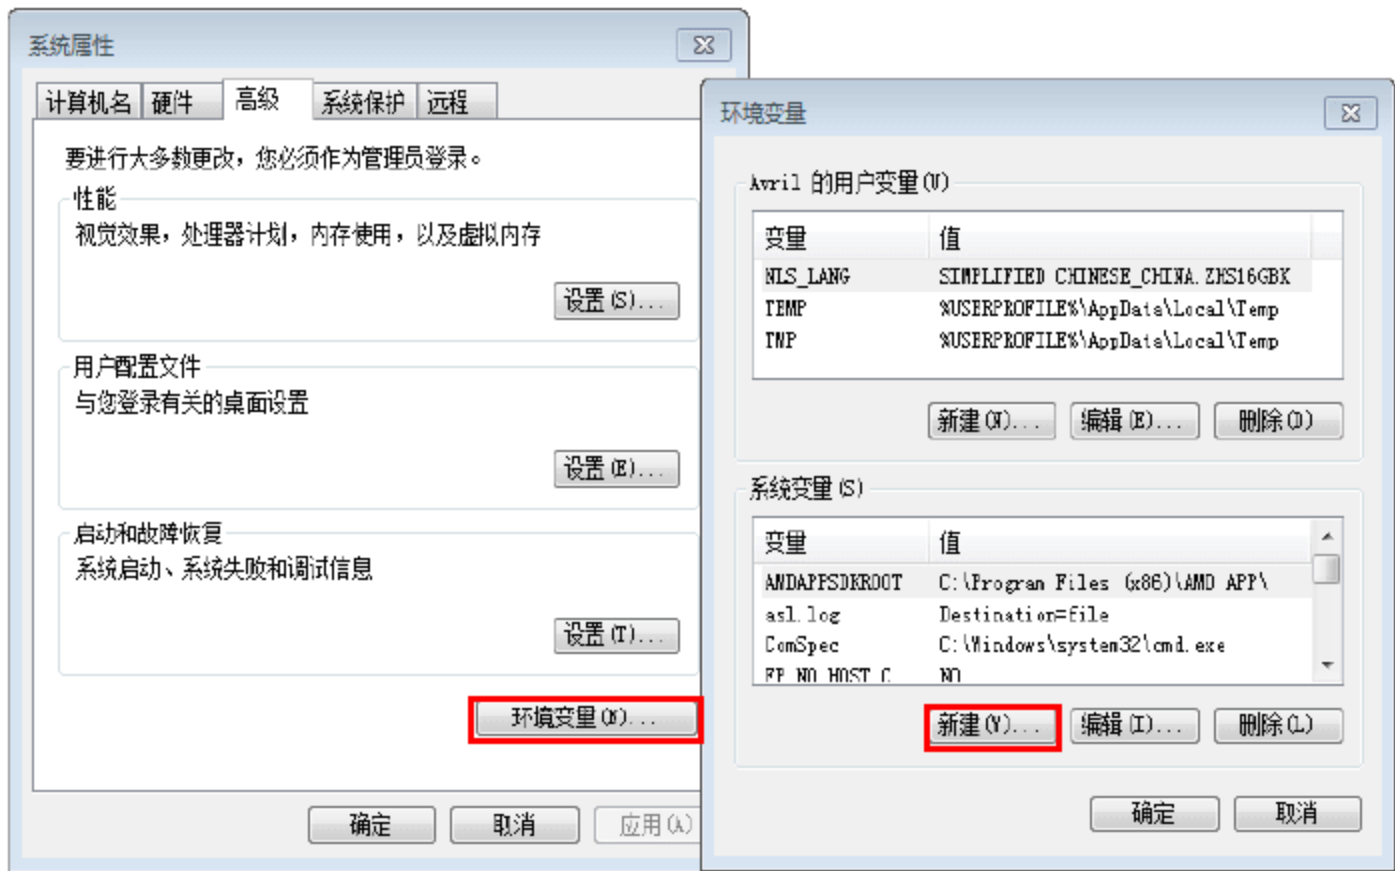 系统属性
计算机名 硬件 高级 系统保护 远程
要进行大多数更改，您必须作为管理员登录。
性能
视觉效果，处理器计划，内存使用，以及虚拟内存
设置(S)...
用户配置文件
与您登录有关的桌面设置
设置(E)...
启动和故障恢复
系统启动、系统失败和调试信息
设置(T)...
环境变量(N)...
确定 取消 应用(A)
环境变量
Avril 的用户变量(U)
变量 值
NLS_LANG SIMPLIFIED CHINESE_CHINA.ZHS16GBK
TEMP %USERPROFILE%\AppData\Local\Temp
TMP %USERPROFILE%\AppData\Local\Temp
新建(N)... 编辑(E)... 删除(D)
系统变量(S)
变量 值
AMDAPPSDKROOT C:\Program Files (x86)\AMD APP\
asl.log Destination=file
ComSpec C:\Windows\system32\cmd.exe
FP_NO_HOST_C... NO
新建(W)... 编辑(I)... 删除(L)
确定 取消